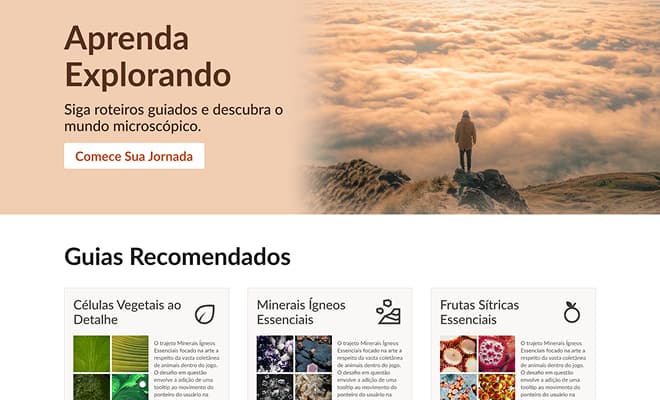 Aprenda
Explorando
Siga roteiros guiados e descubra o
mundo microscópico.
Comece Sua Jornada
Guias Recomendados
Células Vegetais ao
Detalhe
O trajeto Minerais Ígneos
Essenciais focado na arte a
respeito da vasta coletânea
de animais dentro do jogo.
O desafio em questão
envolve a adição de uma
tooltip ao movimento do
ponteiro do usuário na
Minerais Ígneos
Essenciais
O trajeto Minerais Ígneos
Essenciais focado na arte a
respeito da vasta coletânea
de animais dentro do jogo.
O desafio em questão
envolve a adição de uma
tooltip ao movimento do
ponteiro do usuário na
Frutas Sítricas
Essenciais
O trajeto Minerais Ígneos
Essenciais focado na arte a
respeito da vasta coletânea
de animais dentro do jogo.
O desafio em questão
envolve a adição de uma
tooltip ao movimento do
ponteiro do usuário na